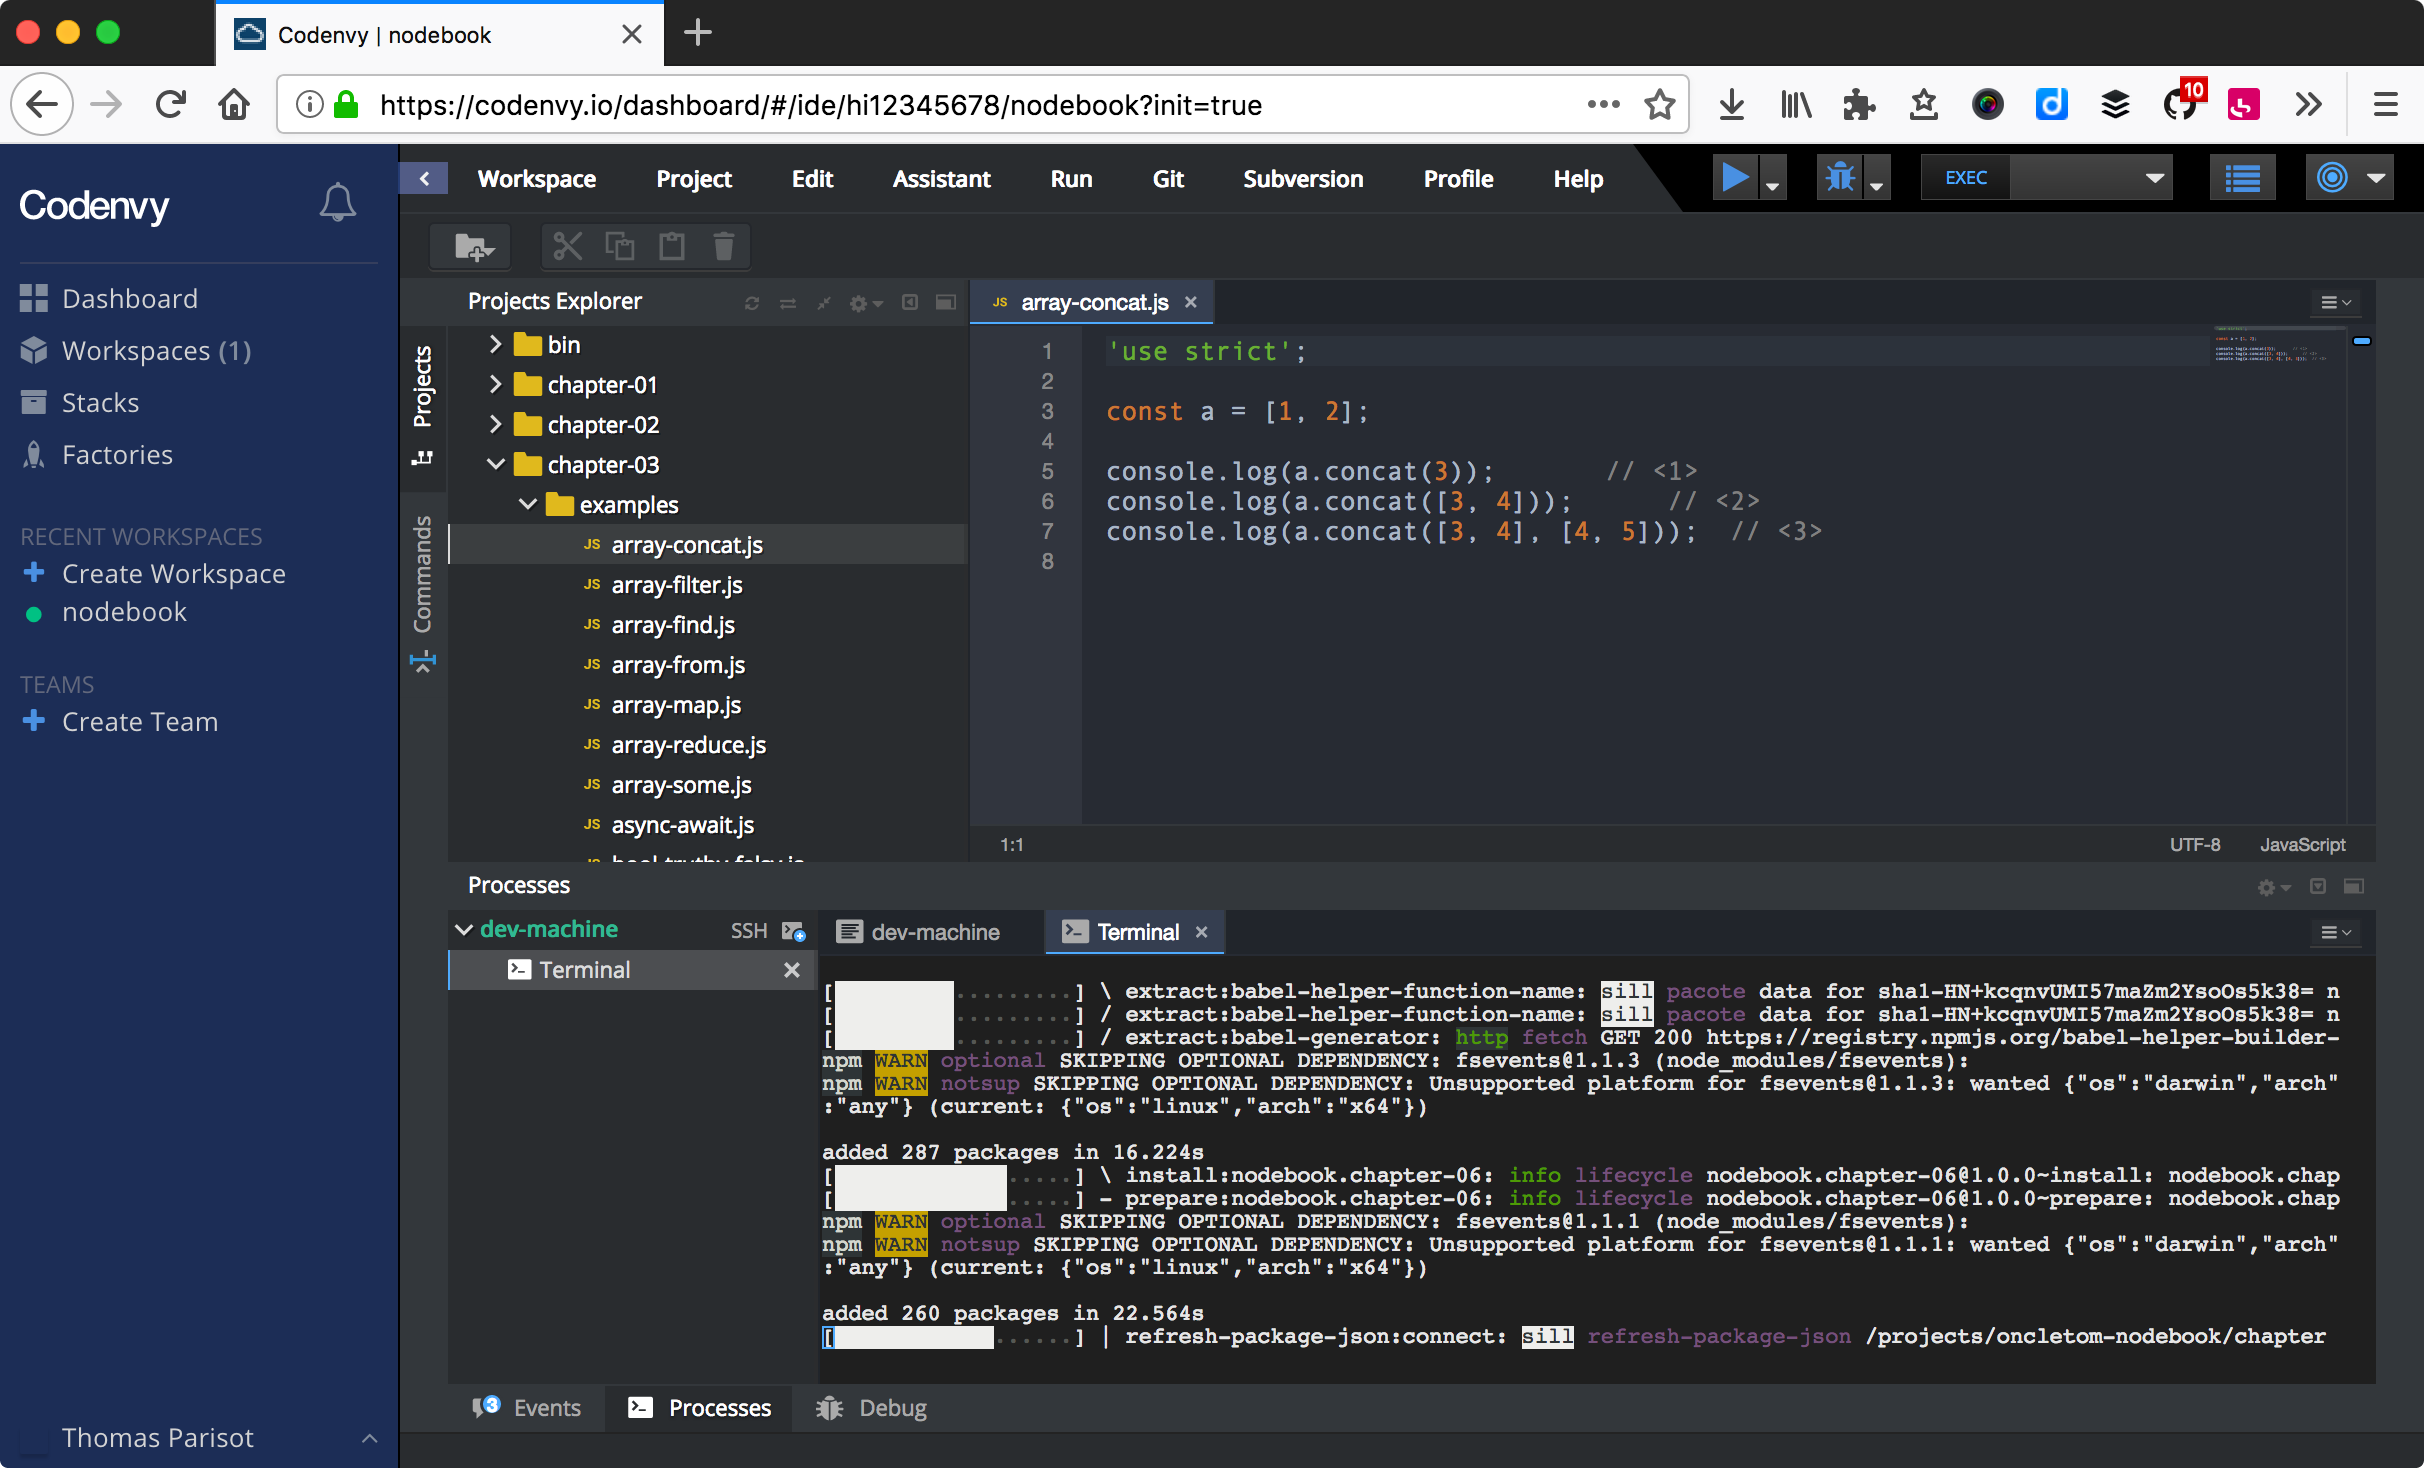 Codenvy | nodebook
https://codenvy.io/dashboard/#/ide/hi12345678/nodebook?init=true
10
Codenvy
Dashboard
Workspaces (1)
Stacks
Factories
RECENT WORKSPACES
Create Workspace
nodebook
TEAMS
Create Team
Thomas Parisot
Workspace Project Edit Assistant Run Git Subversion Profile Help
EXEC
Projects
Commands
Projects Explorer
bin
chapter-01
chapter-02
chapter-03
examples
JS array-concat.js
JS array-filter.js
JS array-find.js
JS array-from.js
JS array-map.js
JS array-reduce.js
JS array-some.js
JS async-await.js
JS array-concat.js
1 'use strict';
2
3 const a = [1, 2];
4
5 console.log(a.concat(3)); // <1>
6 console.log(a.concat([3, 4])); // <2>
7 console.log(a.concat([3, 4], [4, 5])); // <3>
8
1:1 UTF-8 JavaScript
Processes
dev-machine SSH
Terminal
dev-machine Terminal
[ .........] \ extract:babel-helper-function-name: sill pacote data for sha1-HN+kcqnvUMI57maZm2YsoOs5k38= n
[ .........] / extract:babel-helper-function-name: sill pacote data for sha1-HN+kcqnvUMI57maZm2YsoOs5k38= n
[ .........] / extract:babel-generator: http fetch GET 200 https://registry.npmjs.org/babel-helper-builder-
npm WARN optional SKIPPING OPTIONAL DEPENDENCY: fsevents@1.1.3 (node_modules/fsevents):
npm WARN notsup SKIPPING OPTIONAL DEPENDENCY: Unsupported platform for fsevents@1.1.3: wanted {"os":"darwin","arch"
:"any"} (current: {"os":"linux","arch":"x64"})
added 287 packages in 16.224s
[ .....] \ install:nodebook.chapter-06: info lifecycle nodebook.chapter-06@1.0.0~install: nodebook.chap
[ .....] - prepare:nodebook.chapter-06: info lifecycle nodebook.chapter-06@1.0.0~prepare: nodebook.chap
npm WARN optional SKIPPING OPTIONAL DEPENDENCY: fsevents@1.1.1 (node_modules/fsevents):
npm WARN notsup SKIPPING OPTIONAL DEPENDENCY: Unsupported platform for fsevents@1.1.1: wanted {"os":"darwin","arch"
:"any"} (current: {"os":"linux","arch":"x64"})
added 260 packages in 22.564s
[ ......] | refresh-package-json:connect: sill refresh-package-json /projects/oncletom-nodebook/chapter
3 Events Processes Debug